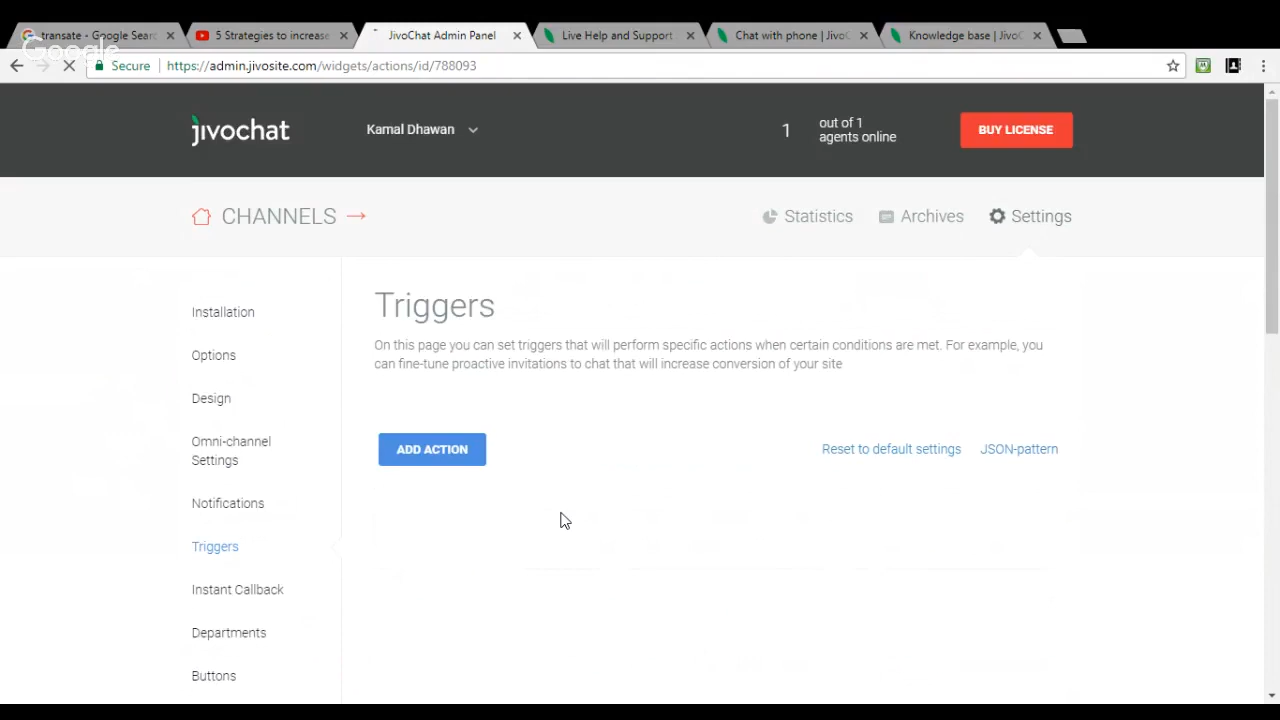 transate - Google Searc
5 Strategies to increase
JivoChat Admin Panel
Live Help and Support
Chat with phone | JivoC
Knowledge base | JivoC
Google
Secure
https://admin.jivosite.com/widgets/actions/id/788093
jivochat
Kamal Dhawan
1
out of 1
agents online
BUY LICENSE
CHANNELS
Statistics
Archives
Settings
Installation
Options
Design
Omni-channel
Settings
Notifications
Triggers
Instant Callback
Departments
Buttons
Triggers
On this page you can set triggers that will perform specific actions when certain conditions are met. For example, you
can fine-tune proactive invitations to chat that will increase conversion of your site
ADD ACTION
Reset to default settings
JSON-pattern